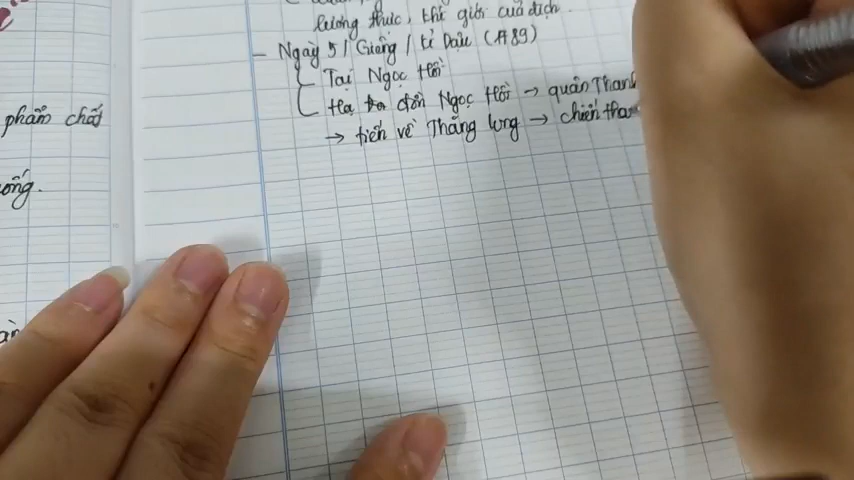 lương thực, thế giới của địch.
- Ngày 5 / Giêng / kỉ Dậu (1789)
Tại Ngọc Hồi
Hạ đồn Ngọc Hồi → quân Thanh
→ tiến về Thăng long → chiến tha
phẩm chất
ống.